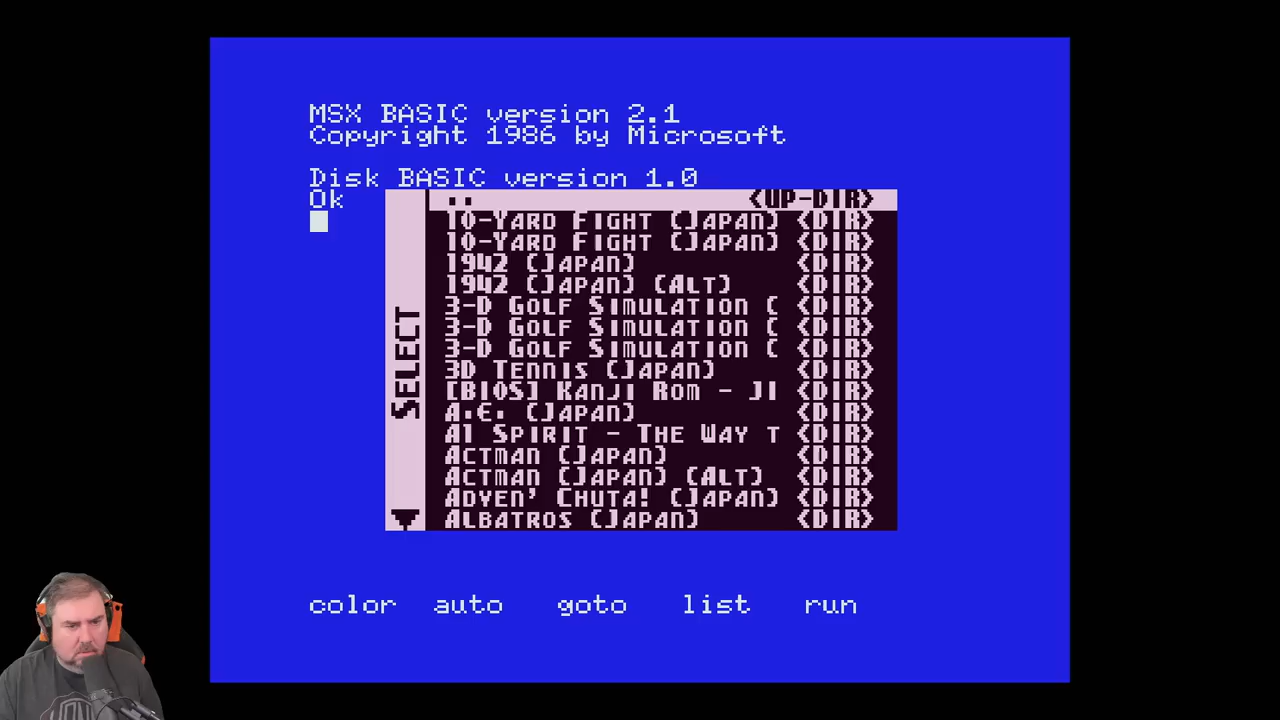 MSX BASIC version 2.1
Copyright 1986 by Microsoft
Disk BASIC version 1.0
Ok
SELECT
.. <UP-DIR>
10-Yard Fight (Japan) <DIR>
10-Yard Fight (Japan) <DIR>
1942 (Japan) <DIR>
1942 (Japan) (Alt) <DIR>
3-D Golf Simulation ( <DIR>
3-D Golf Simulation ( <DIR>
3-D Golf Simulation ( <DIR>
3D Tennis (Japan) <DIR>
[BIOS] Kanji Rom - JI <DIR>
A.E. (Japan) <DIR>
A1 Spirit - The Way T <DIR>
Actman (Japan) <DIR>
Actman (Japan) (Alt) <DIR>
Adven' Chuta! (Japan) <DIR>
Albatros (Japan) <DIR>
color auto goto list run